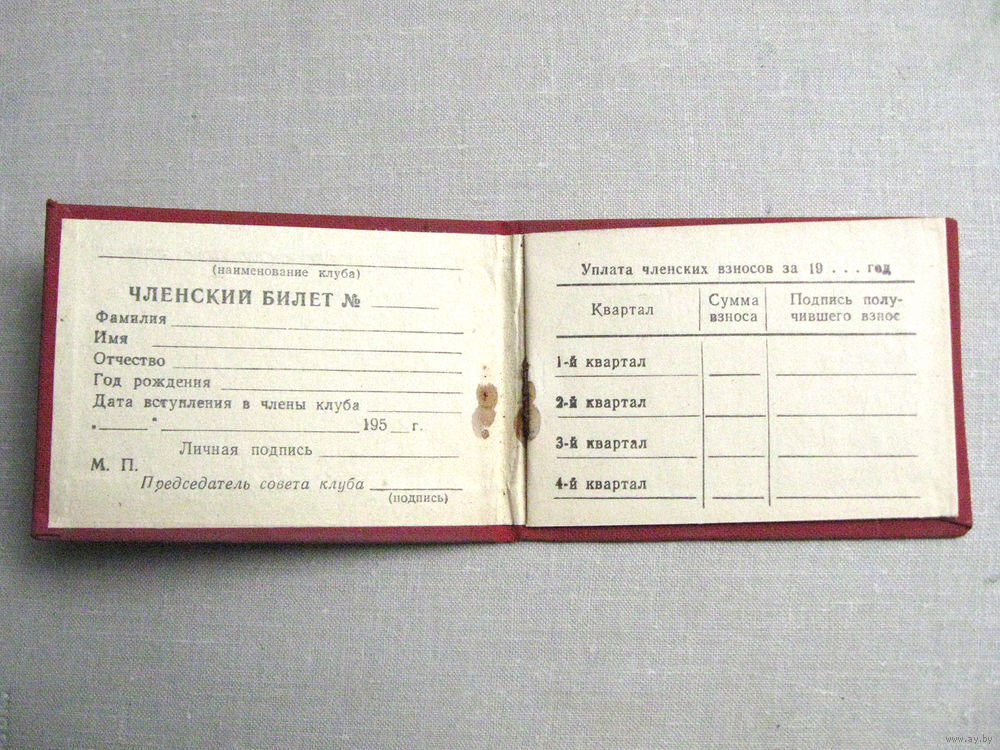 (наименование клуба)
ЧЛЕНСКИЙ БИЛЕТ №
Фамилия
Имя
Отчество
Год рождения
Дата вступления в члены клуба
„ “ 195 г.
Личная подпись
М. П.
Председатель совета клуба
(подпись)
Уплата членских взносов за 19 . . . год
Квартал
Сумма взноса
Подпись полу-
чившего взнос
1-й квартал
2-й квартал
3-й квартал
4-й квартал
www.ay.by